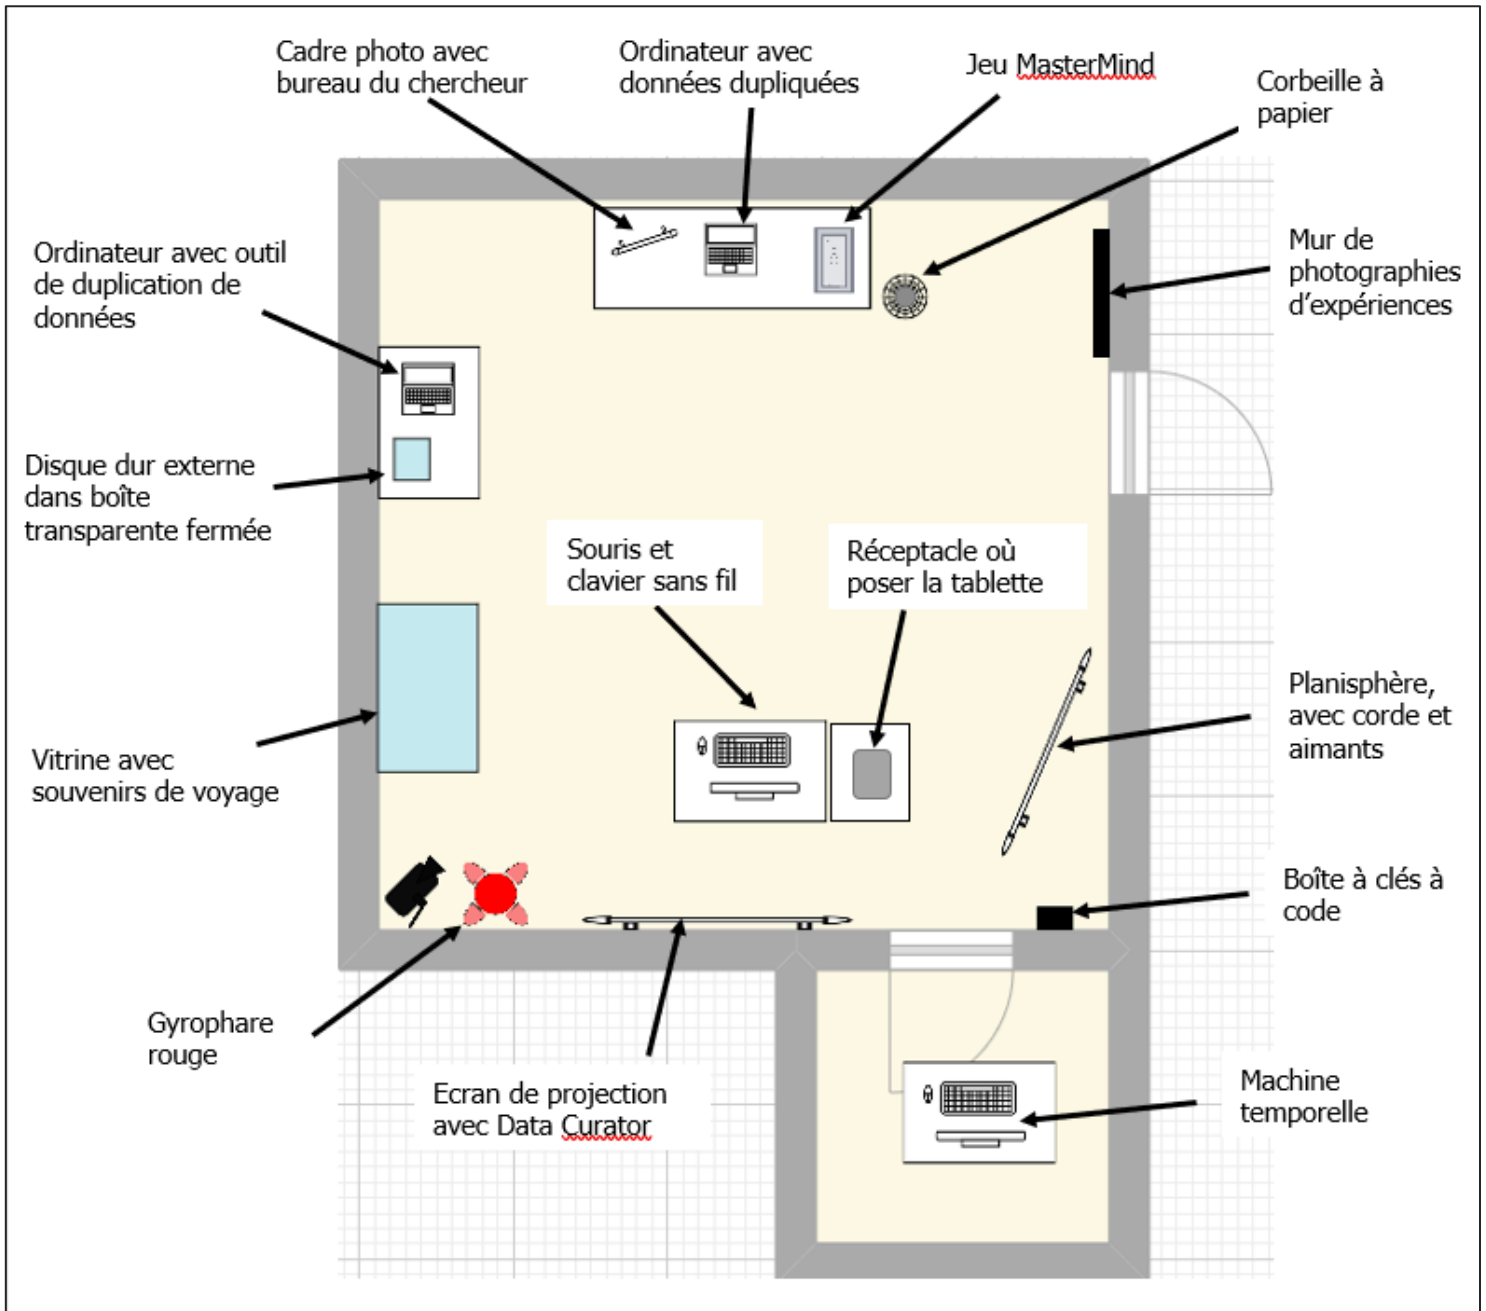 Cadre photo avec
bureau du chercheur
Ordinateur avec
données dupliquées
Jeu MasterMind
Corbeille à
papier
Ordinateur avec outil
de duplication de
données
Mur de
photographies
d'expériences
Disque dur externe
dans boîte
transparente fermée
Souris et
clavier sans fil
Réceptacle où
poser la tablette
Planisphère,
avec corde et
aimants
Vitrine avec
souvenirs de voyage
Boîte à clés à
code
Gyrophare
rouge
Ecran de projection
avec Data Curator
Machine
temporelle